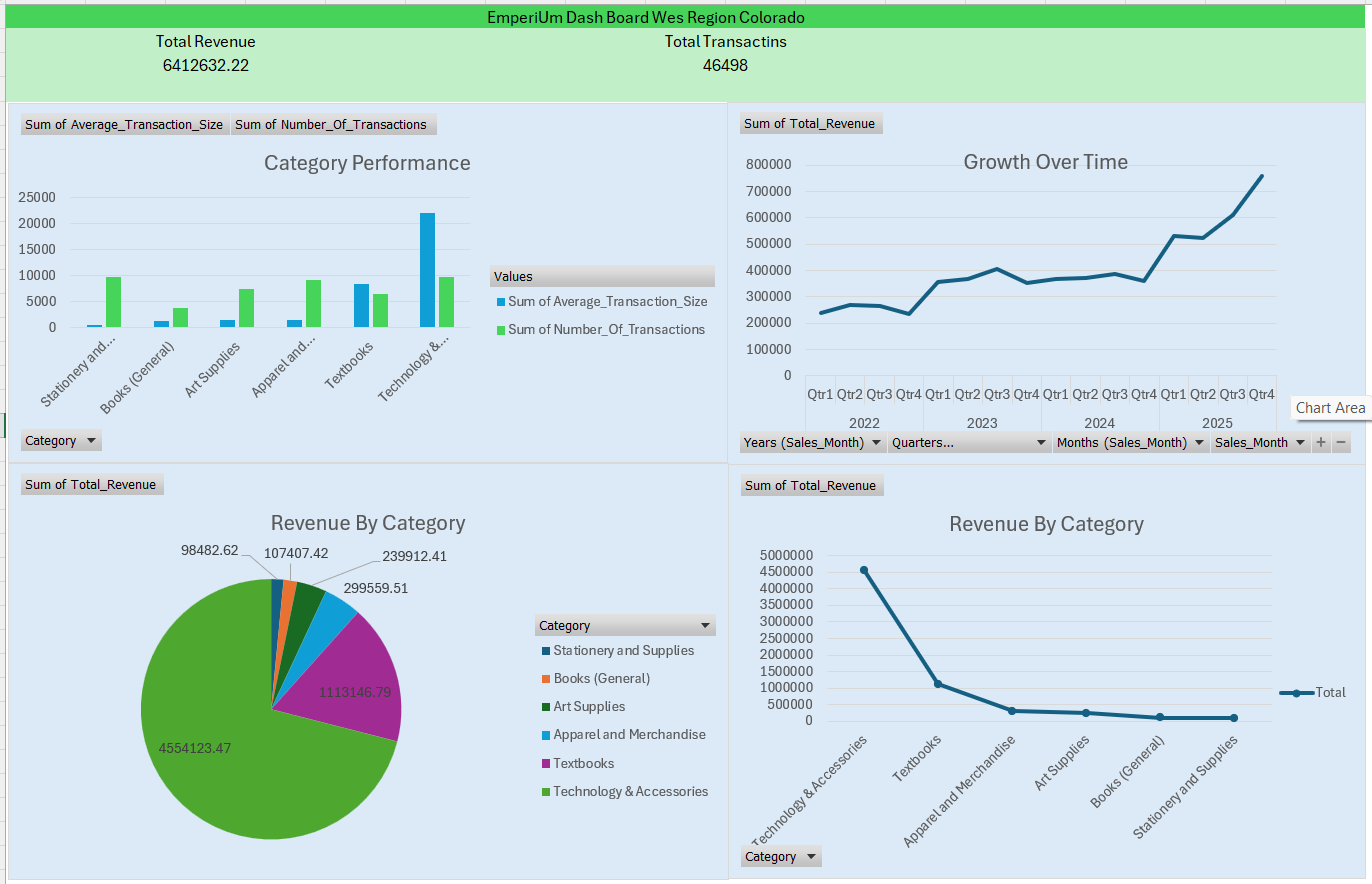 EmperiUm Dash Board Wes Region Colorado
Total Revenue
Total Transactins
6412632.22
46498
Sum of Average_Transaction_Size
Sum of Number_Of_Transactions
Category Performance
25000
20000
15000
10000
5000
0
Stationery and...
Books (General)
Art Supplies
Apparel and...
Textbooks
Technology &...
Values
Sum of Average_Transaction_Size
Sum of Number_Of_Transactions
Category
Sum of Total_Revenue
Growth Over Time
800000
700000
600000
500000
400000
300000
200000
100000
0
Qtr1 Qtr2 Qtr3 Qtr4 Qtr1 Qtr2 Qtr3 Qtr4 Qtr1 Qtr2 Qtr3 Qtr4 Qtr1 Qtr2 Qtr3 Qtr4
2022 2023 2024 2025
Chart Area
Years (Sales_Month) Quarters... Months (Sales_Month) Sales_Month + −
Sum of Total_Revenue
Revenue By Category
98482.62
107407.42
239912.41
299559.51
1113146.79
4554123.47
Category
Stationery and Supplies
Books (General)
Art Supplies
Apparel and Merchandise
Textbooks
Technology & Accessories
Sum of Total_Revenue
Revenue By Category
5000000
4500000
4000000
3500000
3000000
2500000
2000000
1500000
1000000
500000
0
Technology & Accessories
Textbooks
Apparel and Merchandise
Art Supplies
Books (General)
Stationery and Supplies
Total
Category